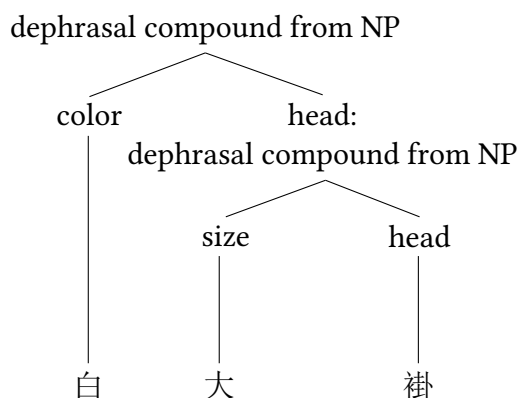 dephrasal compound from NP
color head:
dephrasal compound from NP
size head
白 大 褂